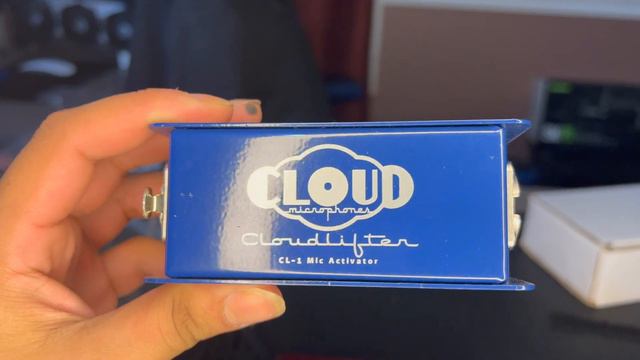 CLOUD
microphones
Cloudlifter
CL-1 Mic Activator